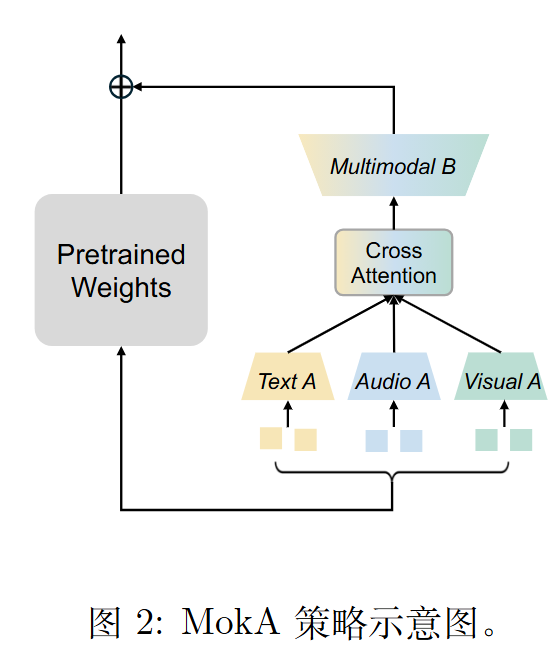 Multimodal B
Pretrained
Weights
Cross
Attention
Text A
Audio A
Visual A
图 2: MokA 策略示意图。